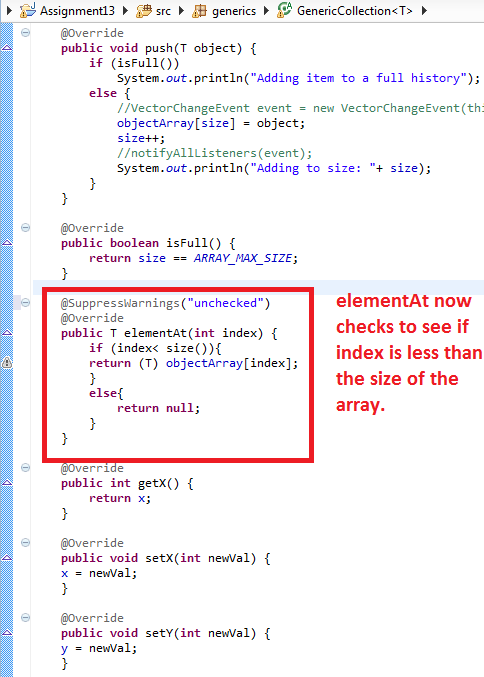 Assignment13 src generics GenericCollection<T>
@Override
public void push(T object) {
if (isFull())
System.out.println("Adding item to a full history");
else {
//VectorChangeEvent event = new VectorChangeEvent(thi
objectArray[size] = object;
size++;
//notifyAllListeners(event);
System.out.println("Adding to size: "+ size);
}
}
@Override
public boolean isFull() {
return size == ARRAY_MAX_SIZE;
}
@SuppressWarnings("unchecked")
@Override
public T elementAt(int index) {
if (index< size()){
return (T) objectArray[index];
}
else{
return null;
}
}
elementAt now
checks to see if
index is less than
the size of the
array.
@Override
public int getX() {
return x;
}
@Override
public void setX(int newVal) {
x = newVal;
}
@Override
public void setY(int newVal) {
y = newVal;
}